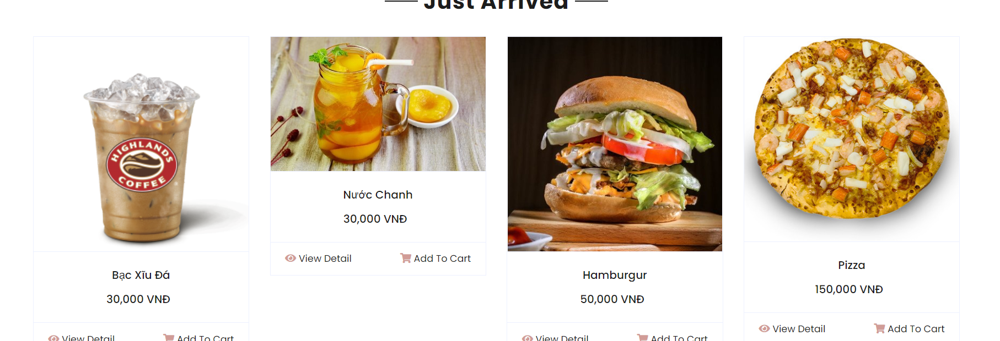 Just Arrived
HIGHLANDS
COFFEE
Bạc Xĩu Đá
30,000 VNĐ
View Detail
Add To Cart
Nước Chanh
30,000 VNĐ
View Detail
Add To Cart
Hamburgur
50,000 VNĐ
View Detail
Add To Cart
Pizza
150,000 VNĐ
View Detail
Add To Cart